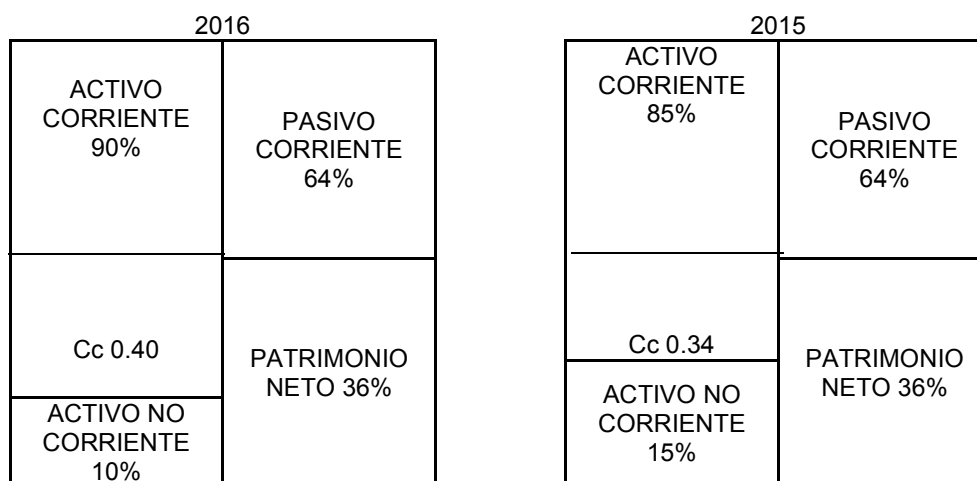 2016
ACTIVO
CORRIENTE
90%
PASIVO
CORRIENTE
64%
Cc 0.40
PATRIMONIO
NETO 36%
ACTIVO NO
CORRIENTE
10%
2015
ACTIVO
CORRIENTE
85%
PASIVO
CORRIENTE
64%
Cc 0.34
PATRIMONIO
NETO 36%
ACTIVO NO
CORRIENTE
15%